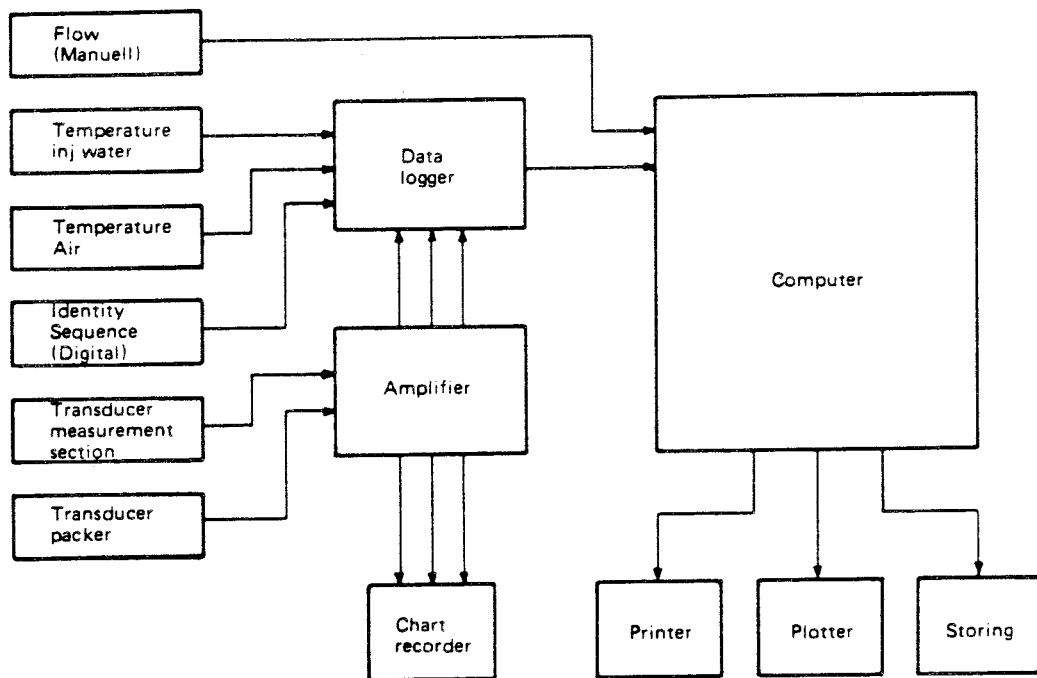 Flow
(Manuell)
Temperature
inj water
Temperature
Air
Identity
Sequence
(Digital)
Transducer
measurement
section
Transducer
packer
Data
logger
Amplifier
Chart
recorder
Computer
Printer
Plotter
Storing